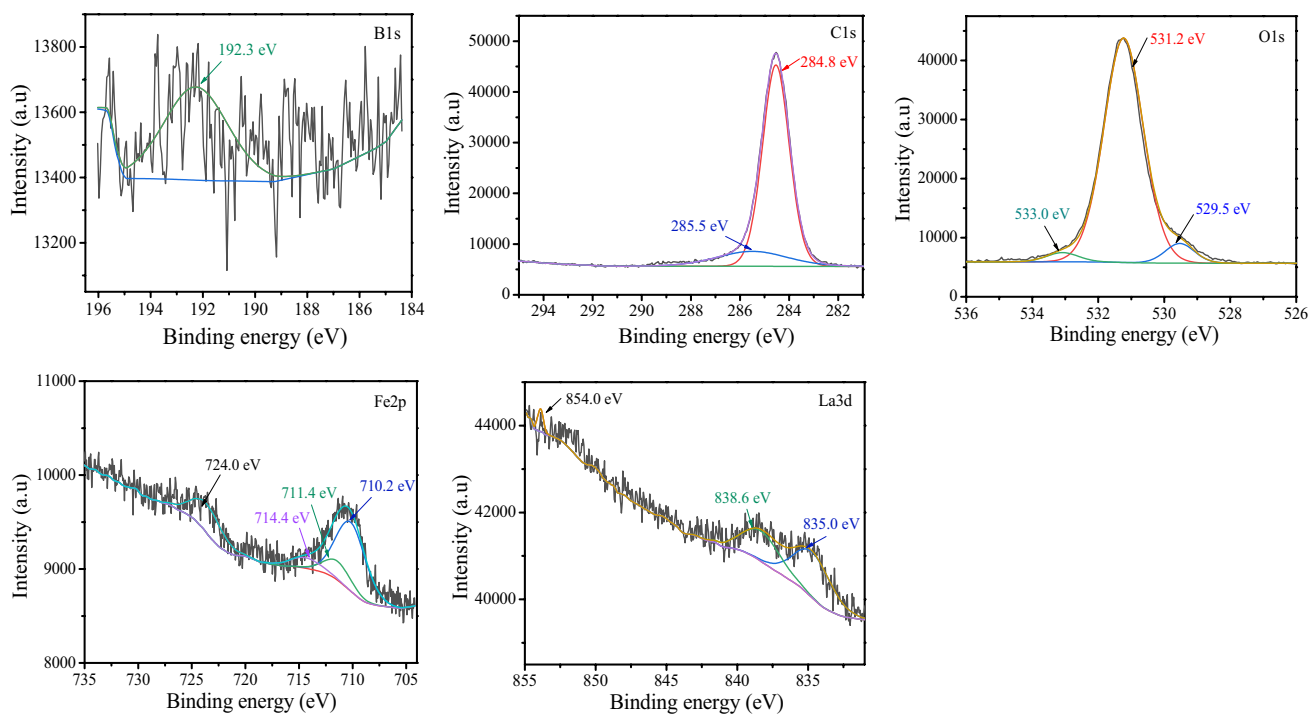 B1s
192.3 eV
13800
13600
13400
13200
Intensity (a.u)
196 194 192 190 188 186 184
Binding energy (eV)
C1s
284.8 eV
285.5 eV
50000
40000
30000
20000
10000
0
Intensity (a.u)
294 292 290 288 286 284 282
Binding energy (eV)
O1s
531.2 eV
533.0 eV
529.5 eV
40000
30000
20000
10000
0
Intensity (a.u)
536 534 532 530 528 526
Binding energy (eV)
Fe2p
724.0 eV
711.4 eV
710.2 eV
714.4 eV
11000
10000
9000
8000
Intensity (a.u)
735 730 725 720 715 710 705
Binding energy (eV)
La3d
854.0 eV
838.6 eV
835.0 eV
44000
42000
40000
Intensity (a.u)
855 850 845 840 835
Binding energy (eV)